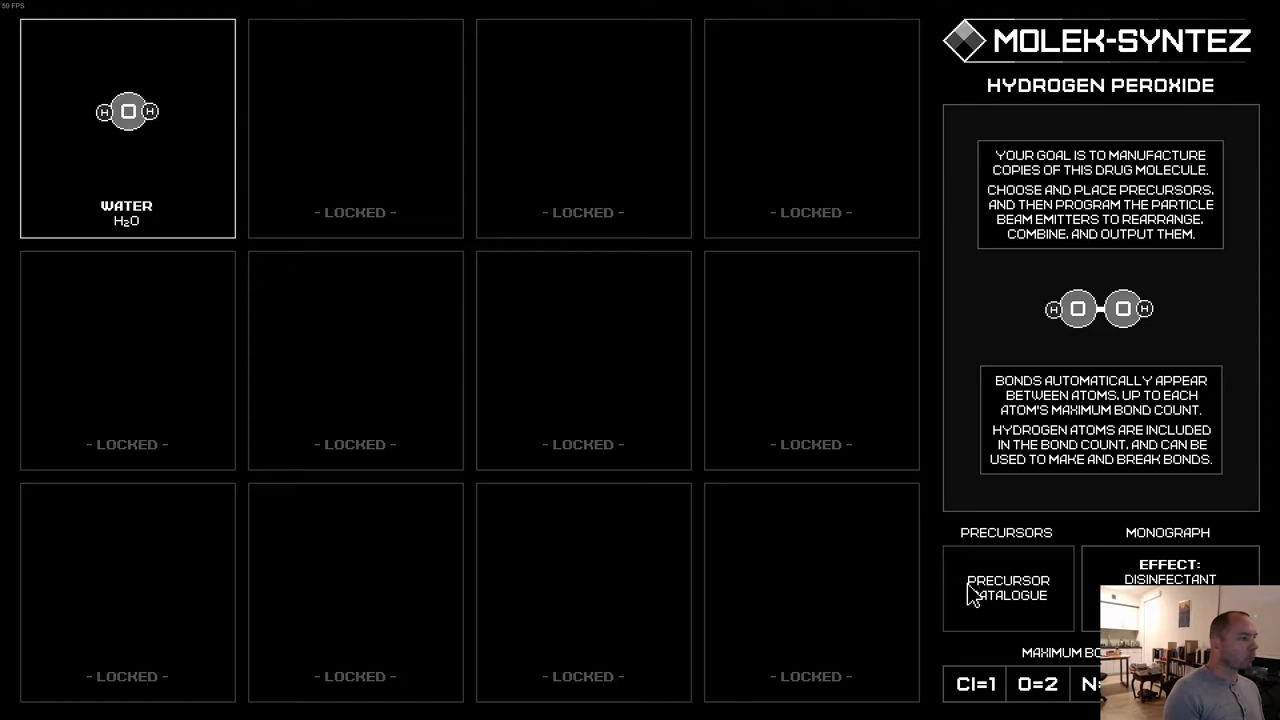 59 FPS
MOLEK-SYNTEZ
HYDROGEN PEROXIDE
H O H
WATER
H₂O
- LOCKED -
- LOCKED -
- LOCKED -
YOUR GOAL IS TO MANUFACTURE
COPIES OF THIS DRUG MOLECULE.
CHOOSE AND PLACE PRECURSORS,
AND THEN PROGRAM THE PARTICLE
BEAM EMITTERS TO REARRANGE,
COMBINE, AND OUTPUT THEM.
H O O H
BONDS AUTOMATICALLY APPEAR
BETWEEN ATOMS, UP TO EACH
ATOM'S MAXIMUM BOND COUNT.
HYDROGEN ATOMS ARE INCLUDED
IN THE BOND COUNT, AND CAN BE
USED TO MAKE AND BREAK BONDS.
- LOCKED -
- LOCKED -
- LOCKED -
- LOCKED -
PRECURSORS
MONOGRAPH
PRECURSOR
CATALOGUE
EFFECT:
DISINFECTANT
- LOCKED -
- LOCKED -
- LOCKED -
- LOCKED -
MAXIMUM
Cl=1 O=2